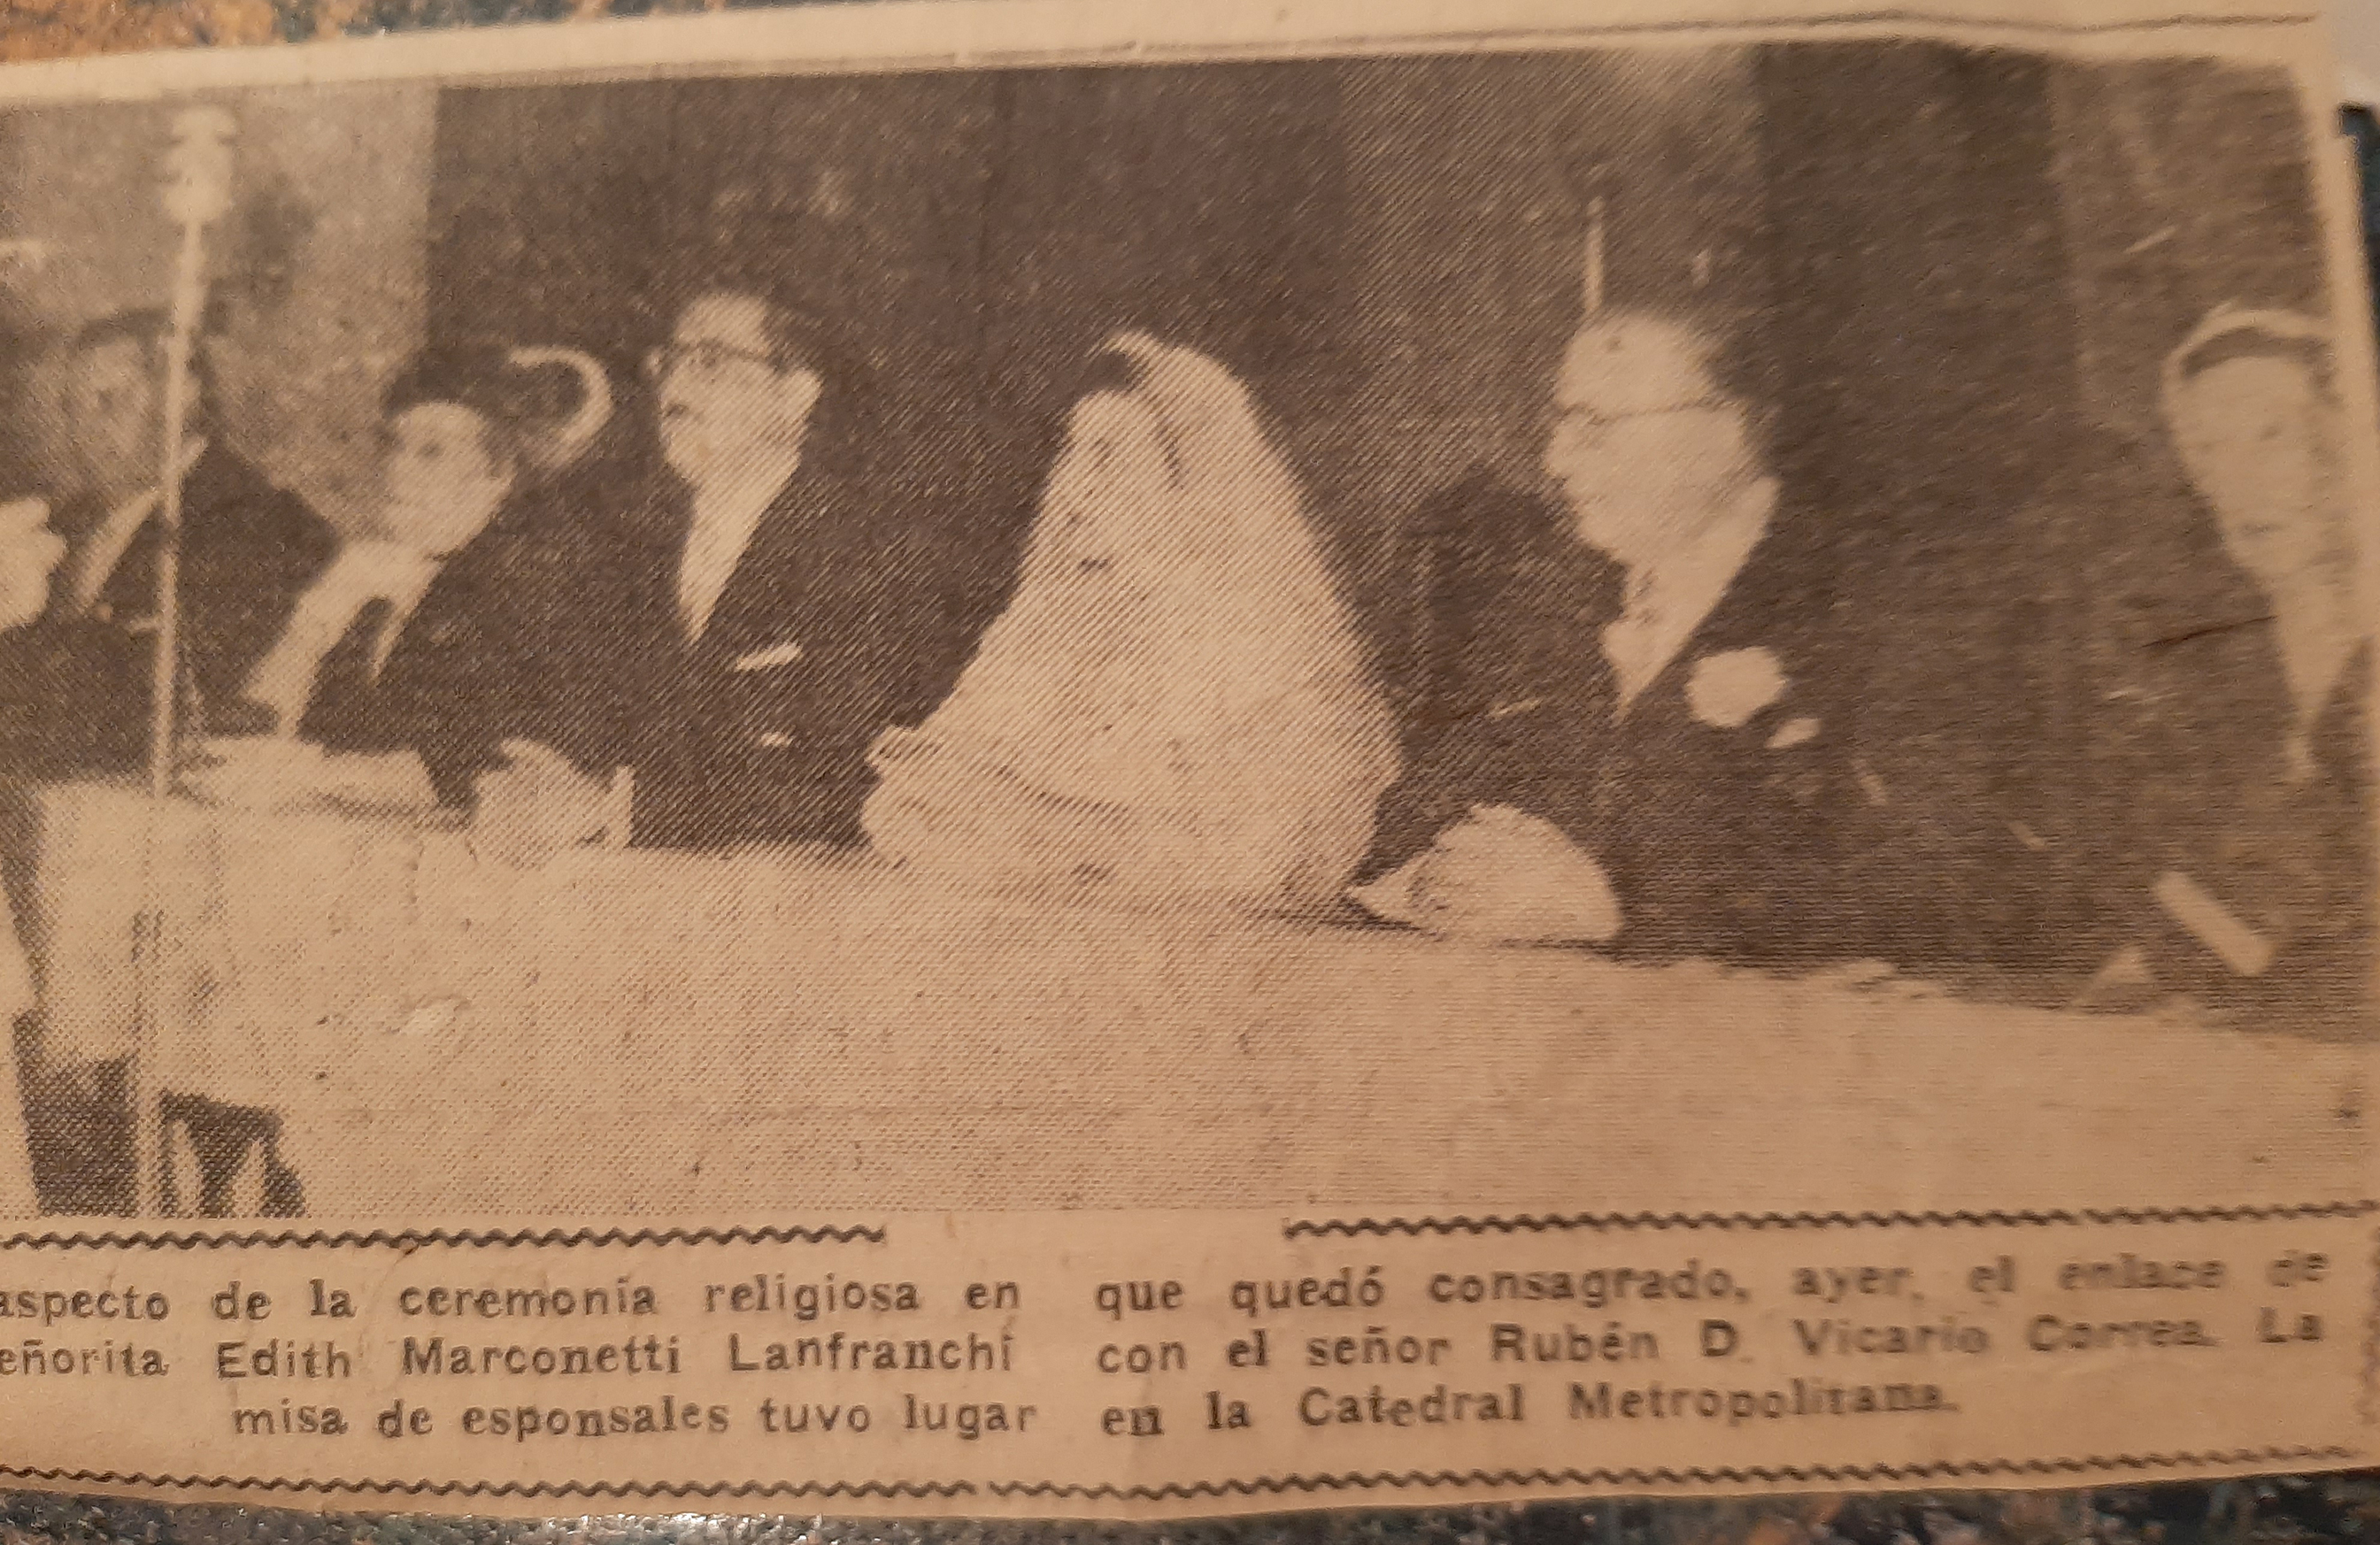 aspecto de la ceremonía religiosa en que quedó consagrado, ayer, el enlace de
eñorita Edith Marconetti Lanfranchi con el señor Rubén D. Vicario Correa. La
misa de esponsales tuvo lugar en la Catedral Metropolitana.